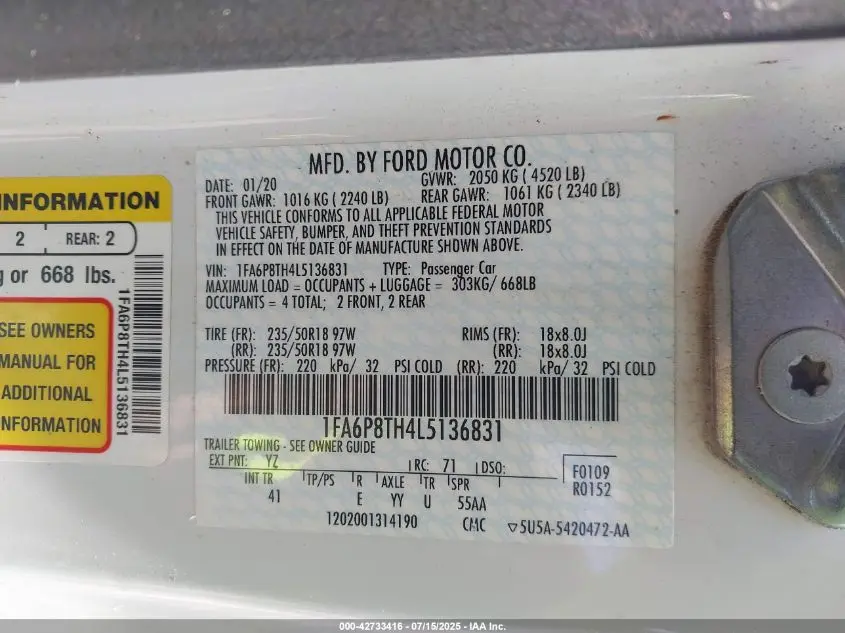 INFORMATION
2 REAR: 2
g or 668 lbs.
SEE OWNERS
MANUAL FOR
ADDITIONAL
INFORMATION
1FA6P8TH4L5136831
MFD. BY FORD MOTOR CO.
DATE: 01/20 GVWR: 2050 KG ( 4520 LB)
FRONT GAWR: 1016 KG ( 2240 LB) REAR GAWR: 1061 KG ( 2340 LB)
THIS VEHICLE CONFORMS TO ALL APPLICABLE FEDERAL MOTOR
VEHICLE SAFETY, BUMPER, AND THEFT PREVENTION STANDARDS
IN EFFECT ON THE DATE OF MANUFACTURE SHOWN ABOVE.
VIN: 1FA6P8TH4L5136831 TYPE: Passenger Car
MAXIMUM LOAD = OCCUPANTS + LUGGAGE = 303KG/ 668LB
OCCUPANTS = 4 TOTAL; 2 FRONT, 2 REAR
TIRE (FR): 235/50R18 97W RIMS (FR): 18x8.0J
(RR): 235/50R18 97W (RR): 18x8.0J
PRESSURE (FR): 220 kPa/ 32 PSI COLD (RR): 220 kPa/ 32 PSI COLD
1FA6P8TH4L5136831
TRAILER TOWING - SEE OWNER GUIDE
EXT PNT: YZ RC: 71 DSO: F0109
INT TR TP/PS R AXLE TR SPR R0152
41 E YY U 55AA
1202001314190 CMC ▽5U5A-5420472-AA
000-42733416 - 07/15/2025 - IAA Inc.